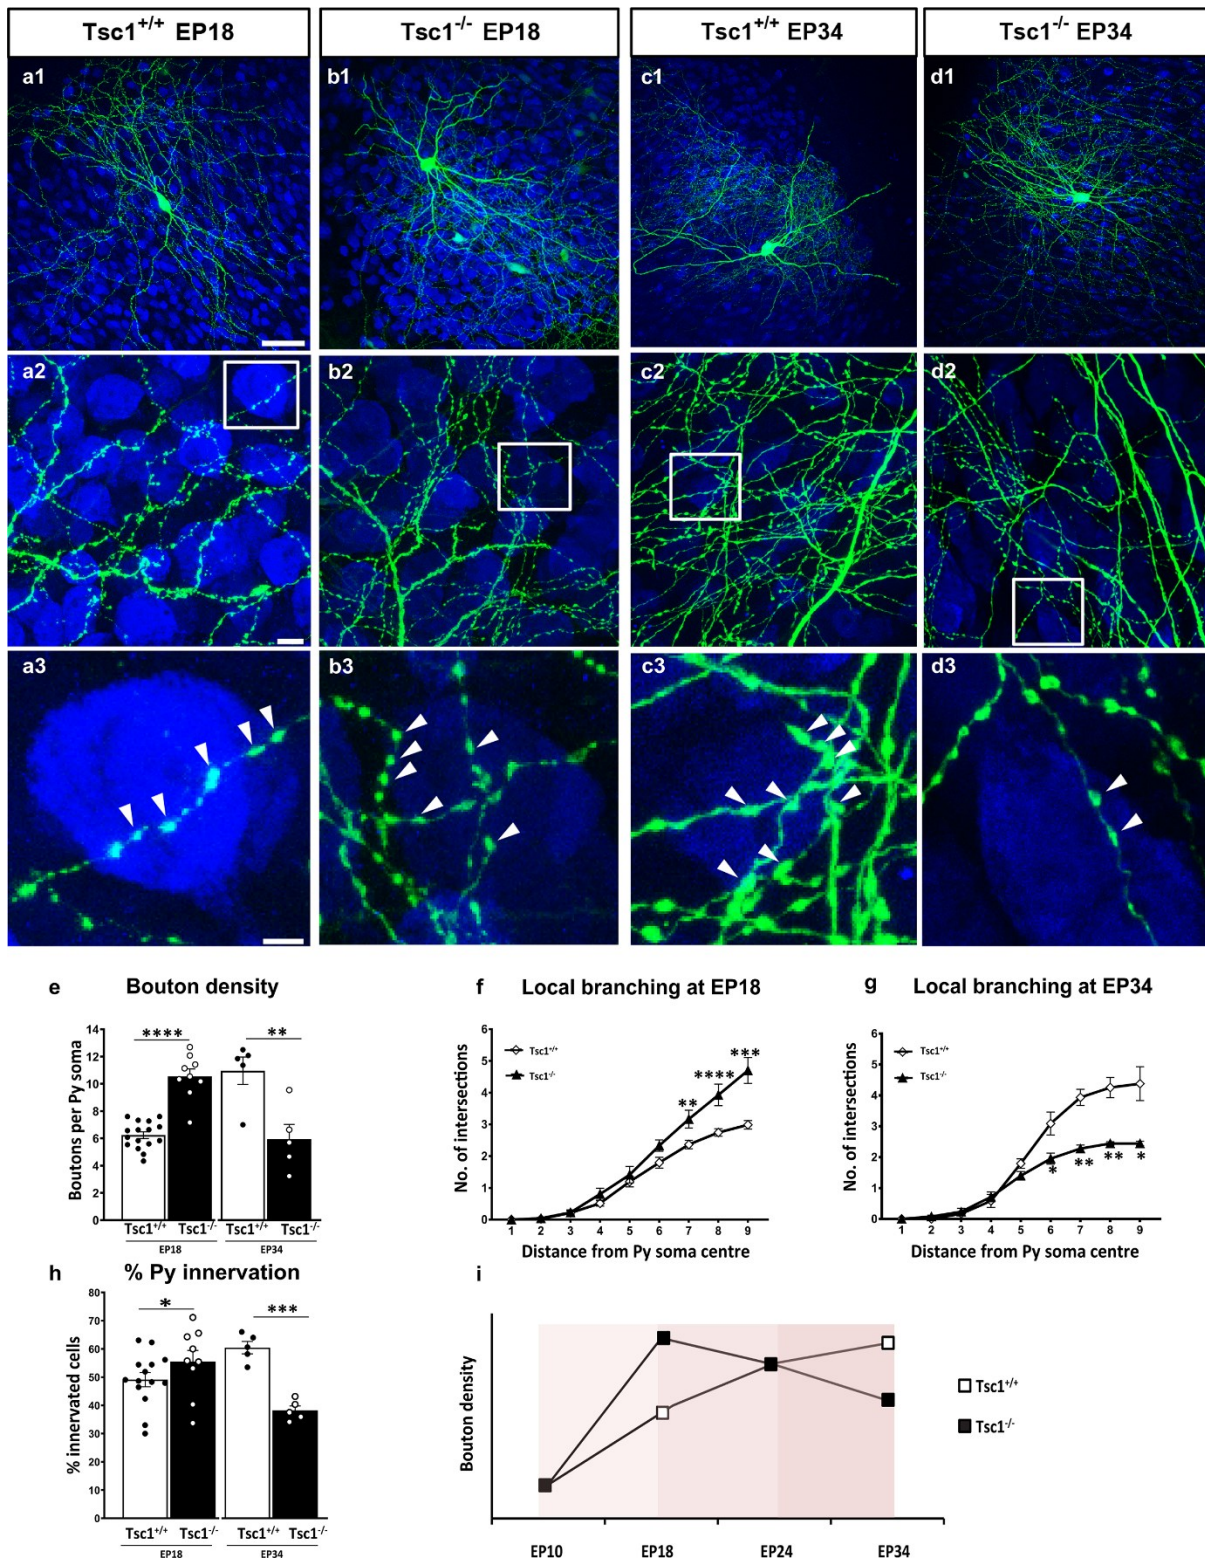 Tsc1+/+ EP18
Tsc1-/- EP18
Tsc1+/+ EP34
Tsc1-/- EP34
a1
b1
c1
d1
a2
b2
c2
d2
a3
b3
c3
d3
e Bouton density
Boutons per Py soma
14
12
10
8
6
4
2
0
****
**
Tsc1+/+
Tsc1-/-
Tsc1+/+
Tsc1-/-
EP18
EP34
f Local branching at EP18
No. of intersections
6
5
4
3
2
1
0
Tsc1+/+
Tsc1-/-
**
****
***
1 2 3 4 5 6 7 8 9
Distance from Py soma centre
g Local branching at EP34
No. of intersections
6
5
4
3
2
1
0
Tsc1+/+
Tsc1-/-
*
**
**
*
1 2 3 4 5 6 7 8 9
Distance from Py soma centre
h % Py innervation
% innervated cells
80
70
60
50
40
30
20
10
0
*
***
Tsc1+/+
Tsc1-/-
Tsc1+/+
Tsc1-/-
EP18
EP34
i
Bouton density
Tsc1+/+
Tsc1-/-
EP10
EP18
EP24
EP34